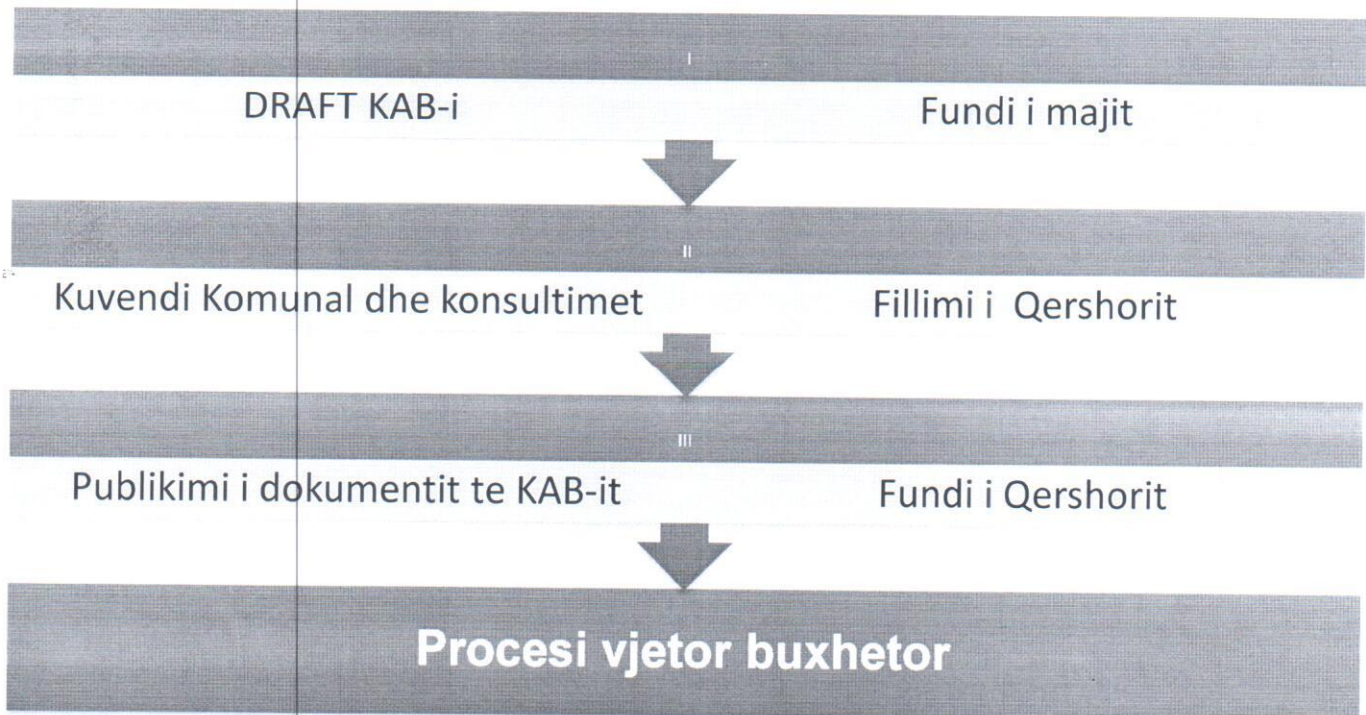 I
DRAFT KAB-i Fundi i majit
II
Kuvendi Komunal dhe konsultimet Fillimi i Qershorit
III
Publikimi i dokumentit te KAB-it Fundi i Qershorit
Procesi vjetor buxhetor